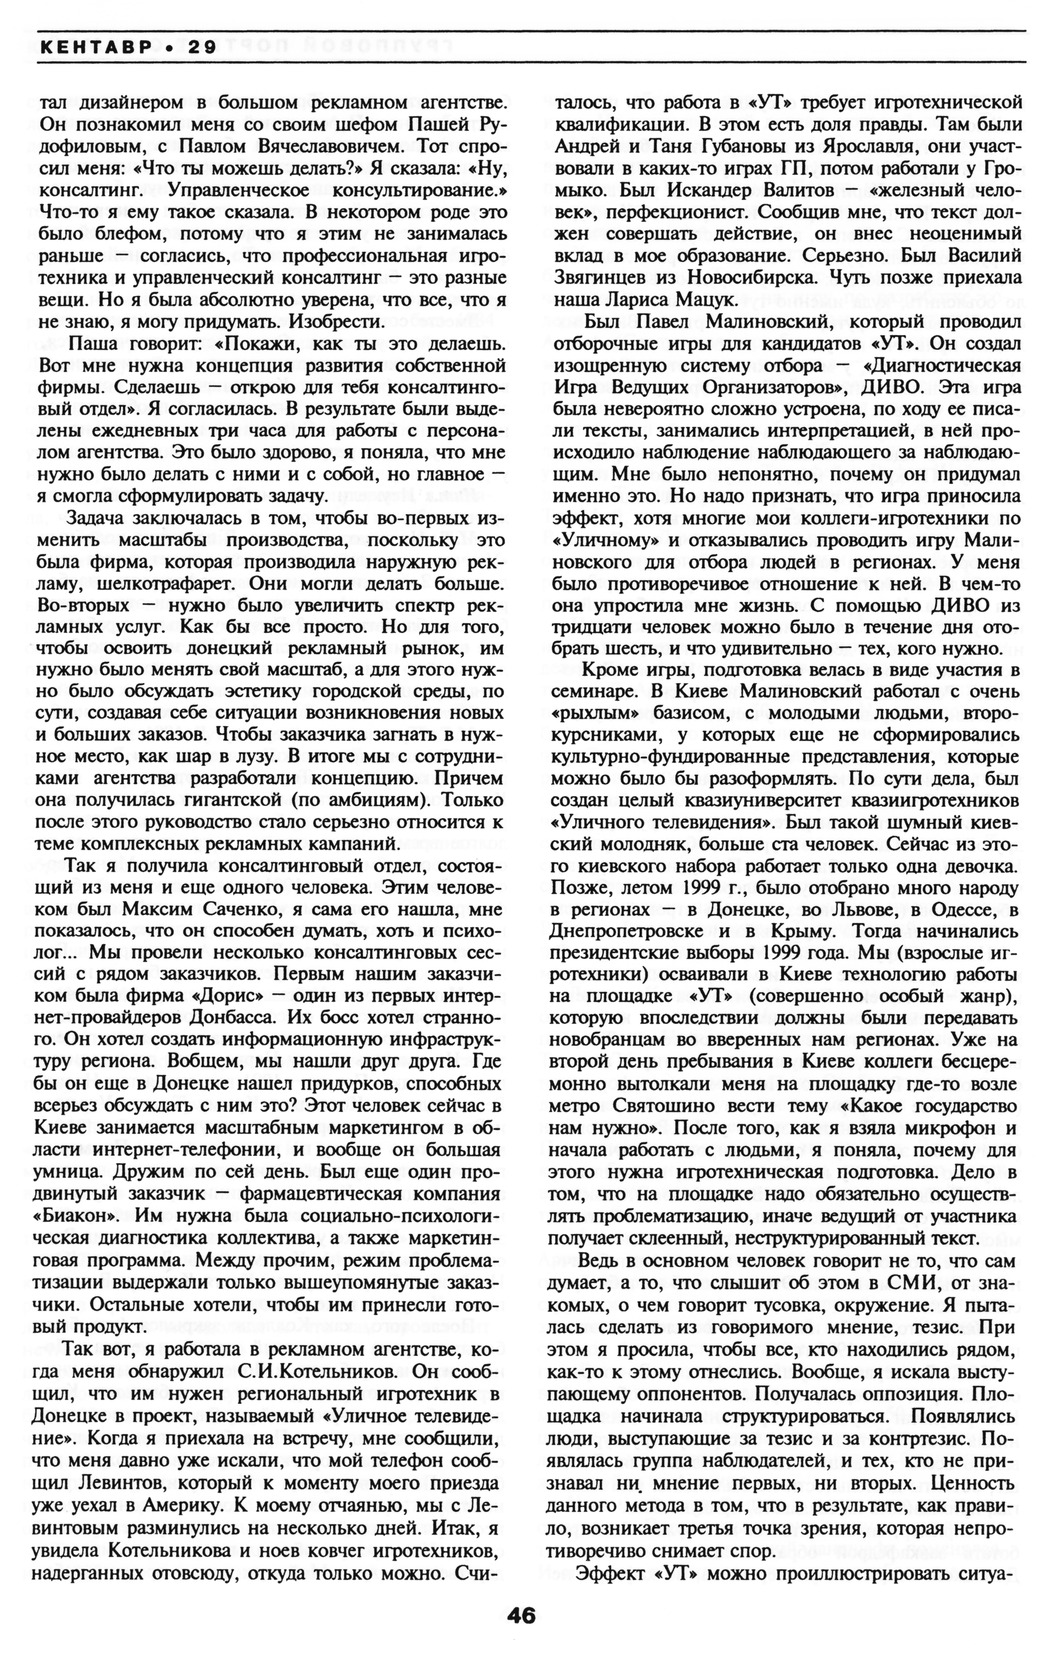 КЕНТАВР • 29
тал дизайнером в большом рекламном агентстве.
Он познакомил меня со своим шефом Пашей Ру-
дофиловым, с Павлом Вячеславовичем. Тот спро-
сил меня: «Что ты можешь делать?» Я сказала: «Ну,
консалтинг. Управленческое консультирование.»
Что-то я ему такое сказала. В некотором роде это
было блефом, потому что я этим не занималась
раньше — согласись, что профессиональная игро-
техника и управленческий консалтинг — это разные
вещи. Но я была абсолютно уверена, что все, что я
не знаю, я могу придумать. Изобрести.
Паша говорит: «Покажи, как ты это делаешь.
Вот мне нужна концепция развития собственной
фирмы. Сделаешь — открою для тебя консалтинго-
вый отдел». Я согласилась. В результате были выде-
лены ежедневных три часа для работы с персона-
лом агентства. Это было здорово, я поняла, что мне
нужно было делать с ними и с собой, но главное —
я смогла сформулировать задачу.
Задача заключалась в том, чтобы во-первых из-
менить масштабы производства, поскольку это
была фирма, которая производила наружную рек-
ламу, шелкотрафарет. Они могли делать больше.
Во-вторых — нужно было увеличить спектр рек-
ламных услуг. Как бы все просто. Но для того,
чтобы освоить донецкий рекламный рынок, им
нужно было менять свой масштаб, а для этого нуж-
но было обсуждать эстетику городской среды, по
сути, создавая себе ситуации возникновения новых
и больших заказов. Чтобы заказчика загнать в нуж-
ное место, как шар в лузу. В итоге мы с сотрудни-
ками агентства разработали концепцию. Причем
она получилась гигантской (по амбициям). Только
после этого руководство стало серьезно относится к
теме комплексных рекламных кампаний.
Так я получила консалтинговый отдел, состоя-
щий из меня и еще одного человека. Этим челове-
ком был Максим Саченко, я сама его нашла, мне
показалось, что он способен думать, хоть и психо-
лог... Мы провели несколько консалтинговых сес-
сий с рядом заказчиков. Первым нашим заказчи-
ком была фирма «Дорис» — один из первых интер-
нет-провайдеров Донбасса. Их босс хотел странно-
го. Он хотел создать информационную инфраструк-
туру региона. Вобщем, мы нашли друг друга. Где
бы он еще в Донецке нашел придурков, способных
всерьез обсуждать с ним это? Этот человек сейчас в
Киеве занимается масштабным маркетингом в об-
ласти интернет-телефонии, и вообще он большая
умница. Дружим по сей день. Был еще один про-
двинутый заказчик — фармацевтическая компания
«Биакон». Им нужна была социально-психологи-
ческая диагностика коллектива, а также маркетин-
говая программа. Между прочим, режим проблема-
тизации выдержали только вышеупомянутые заказ-
чики. Остальные хотели, чтобы им принесли гото-
вый продукт.
Так вот, я работала в рекламном агентстве, ко-
гда меня обнаружил С.И.Котельников. Он сооб-
щил, что им нужен региональный игротехник в
Донецке в проект, называемый «Уличное телевиде-
ние». Когда я приехала на встречу, мне сообщили,
что меня давно уже искали, что мой телефон сооб-
щил Левинтов, который к моменту моего приезда
уже уехал в Америку. К моему отчаянью, мы с Ле-
винтовым разминулись на несколько дней. Итак, я
увидела Котельникова и ноев ковчег игротехников,
надерганных отовсюду, откуда только можно. Счи-
талось, что работа в «УТ» требует игротехнической
квалификации. В этом есть доля правды. Там были
Андрей и Таня Губановы из Ярославля, они участ-
вовали в каких-то играх ГП, потом работали у Гро-
мыко. Был Искандер Валитов — «железный чело-
век», перфекционист. Сообщив мне, что текст дол-
жен совершать действие, он внес неоценимый
вклад в мое образование. Серьезно. Был Василий
Звягинцев из Новосибирска. Чуть позже приехала
наша Лариса Мацук.
Был Павел Малиновский, который проводил
отборочные игры для кандидатов «УТ». Он создал
изощренную систему отбора — «Диагностическая
Игра Ведущих Организаторов», ДИВО. Эта игра
была невероятно сложно устроена, по ходу ее писа-
ли тексты, занимались интерпретацией, в ней про-
исходило наблюдение наблюдающего за наблюдаю-
щим. Мне было непонятно, почему он придумал
именно это. Но надо признать, что игра приносила
эффект, хотя многие мои коллеги-игротехники по
«Уличному» и отказывались проводить игру Мали-
новского для отбора людей в регионах. У меня
было противоречивое отношение к ней. В чем-то
она упростила мне жизнь. С помощью ДИВО из
тридцати человек можно было в течение дня ото-
брать шесть, и что удивительно — тех, кого нужно.
Кроме игры, подготовка велась в виде участия в
семинаре. В Киеве Малиновский работал с очень
«рыхлым» базисом, с молодыми людьми, второ-
курсниками, у которых еще не сформировались
культурно-фундированные представления, которые
можно было бы разоформлять. По сути дела, был
создан целый квазиуниверситет квазиигротехников
«Уличного телевидения». Был такой шумный киев-
ский молодняк, больше ста человек. Сейчас из это-
го киевского набора работает только одна девочка.
Позже, летом 1999 г., было отобрано много народу
в регионах — в Донецке, во Львове, в Одессе, в
Днепропетровске и в Крыму. Тогда начинались
президентские выборы 1999 года. Мы (взрослые иг-
ротехники) осваивали в Киеве технологию работы
на площадке «УТ» (совершенно особый жанр),
которую впоследствии должны были передавать
новобранцам во вверенных нам регионах. Уже на
второй день пребывания в Киеве коллеги бесцере-
монно вытолкали меня на площадку где-то возле
метро Святошино вести тему «Какое государство
нам нужно». После того, как я взяла микрофон и
начала работать с людьми, я поняла, почему для
этого нужна игротехническая подготовка. Дело в
том, что на площадке надо обязательно осуществ-
лять проблематизацию, иначе ведущий от участника
получает склеенный, неструктурированный текст.
Ведь в основном человек говорит не то, что сам
думает, а то, что слышит об этом в СМИ, от зна-
комых, о чем говорит тусовка, окружение. Я пыта-
лась сделать из говоримого мнение, тезис. При
этом я просила, чтобы все, кто находились рядом,
как-то к этому отнеслись. Вообще, я искала высту-
пающему оппонентов. Получалась оппозиция. Пло-
щадка начинала структурироваться. Появлялись
люди, выступающие за тезис и за контртезис. По-
являлась группа наблюдателей, и тех, кто не при-
знавал ни мнение первых, ни вторых. Ценность
данного метода в том, что в результате, как прави-
ло, возникает третья точка зрения, которая непро-
тиворечиво снимает спор.
Эффект «УТ» можно проиллюстрировать ситуа-
46